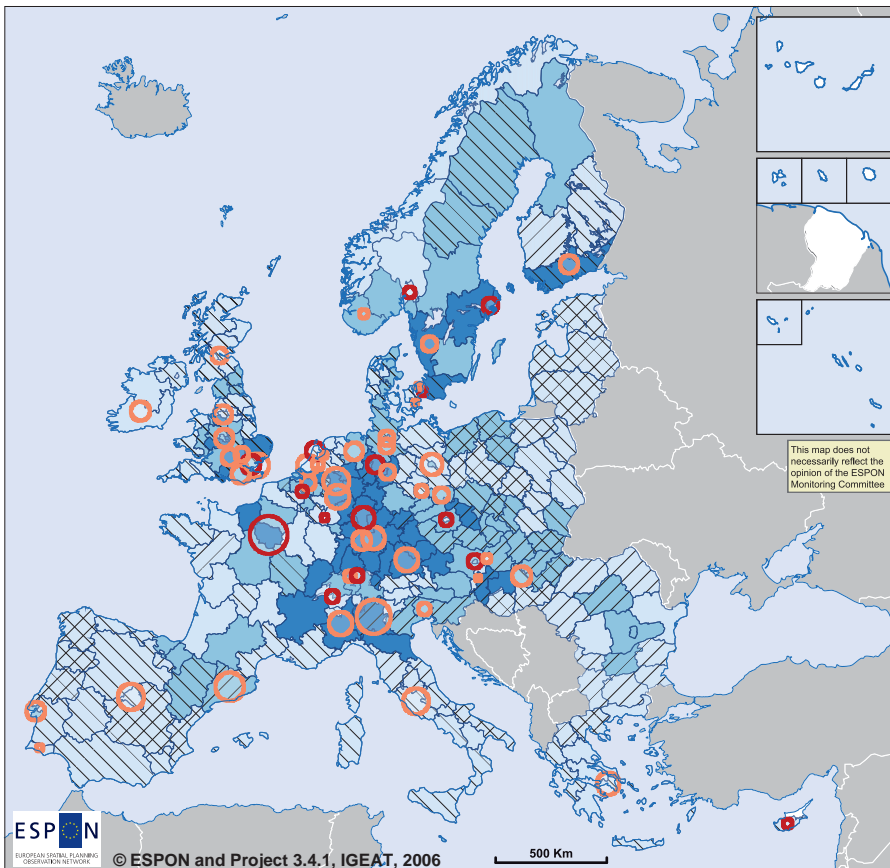 This map does not
necessarily reflect the
opinion of the ESPON
Monitoring Committee
ESPON
EUROPEAN SPATIAL PLANNING
OBSERVATION NETWORK
© ESPON and Project 3.4.1, IGEAT, 2006
500 Km